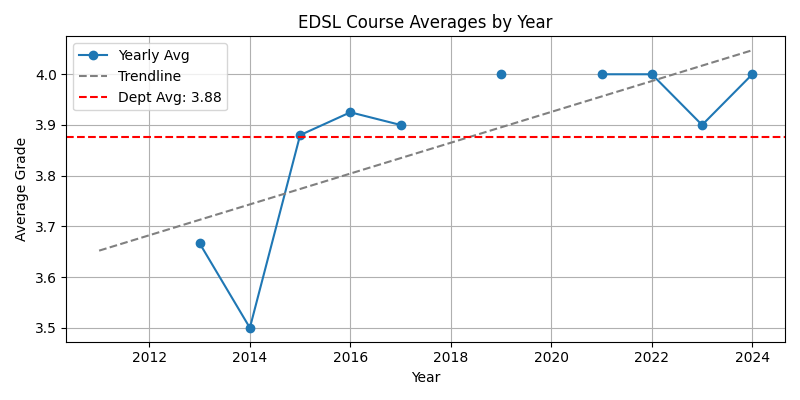 EDSL Course Averages by Year
Yearly Avg
Trendline
Dept Avg: 3.88
Average Grade
4.0
3.9
3.8
3.7
3.6
3.5
2012 2014 2016 2018 2020 2022 2024
Year